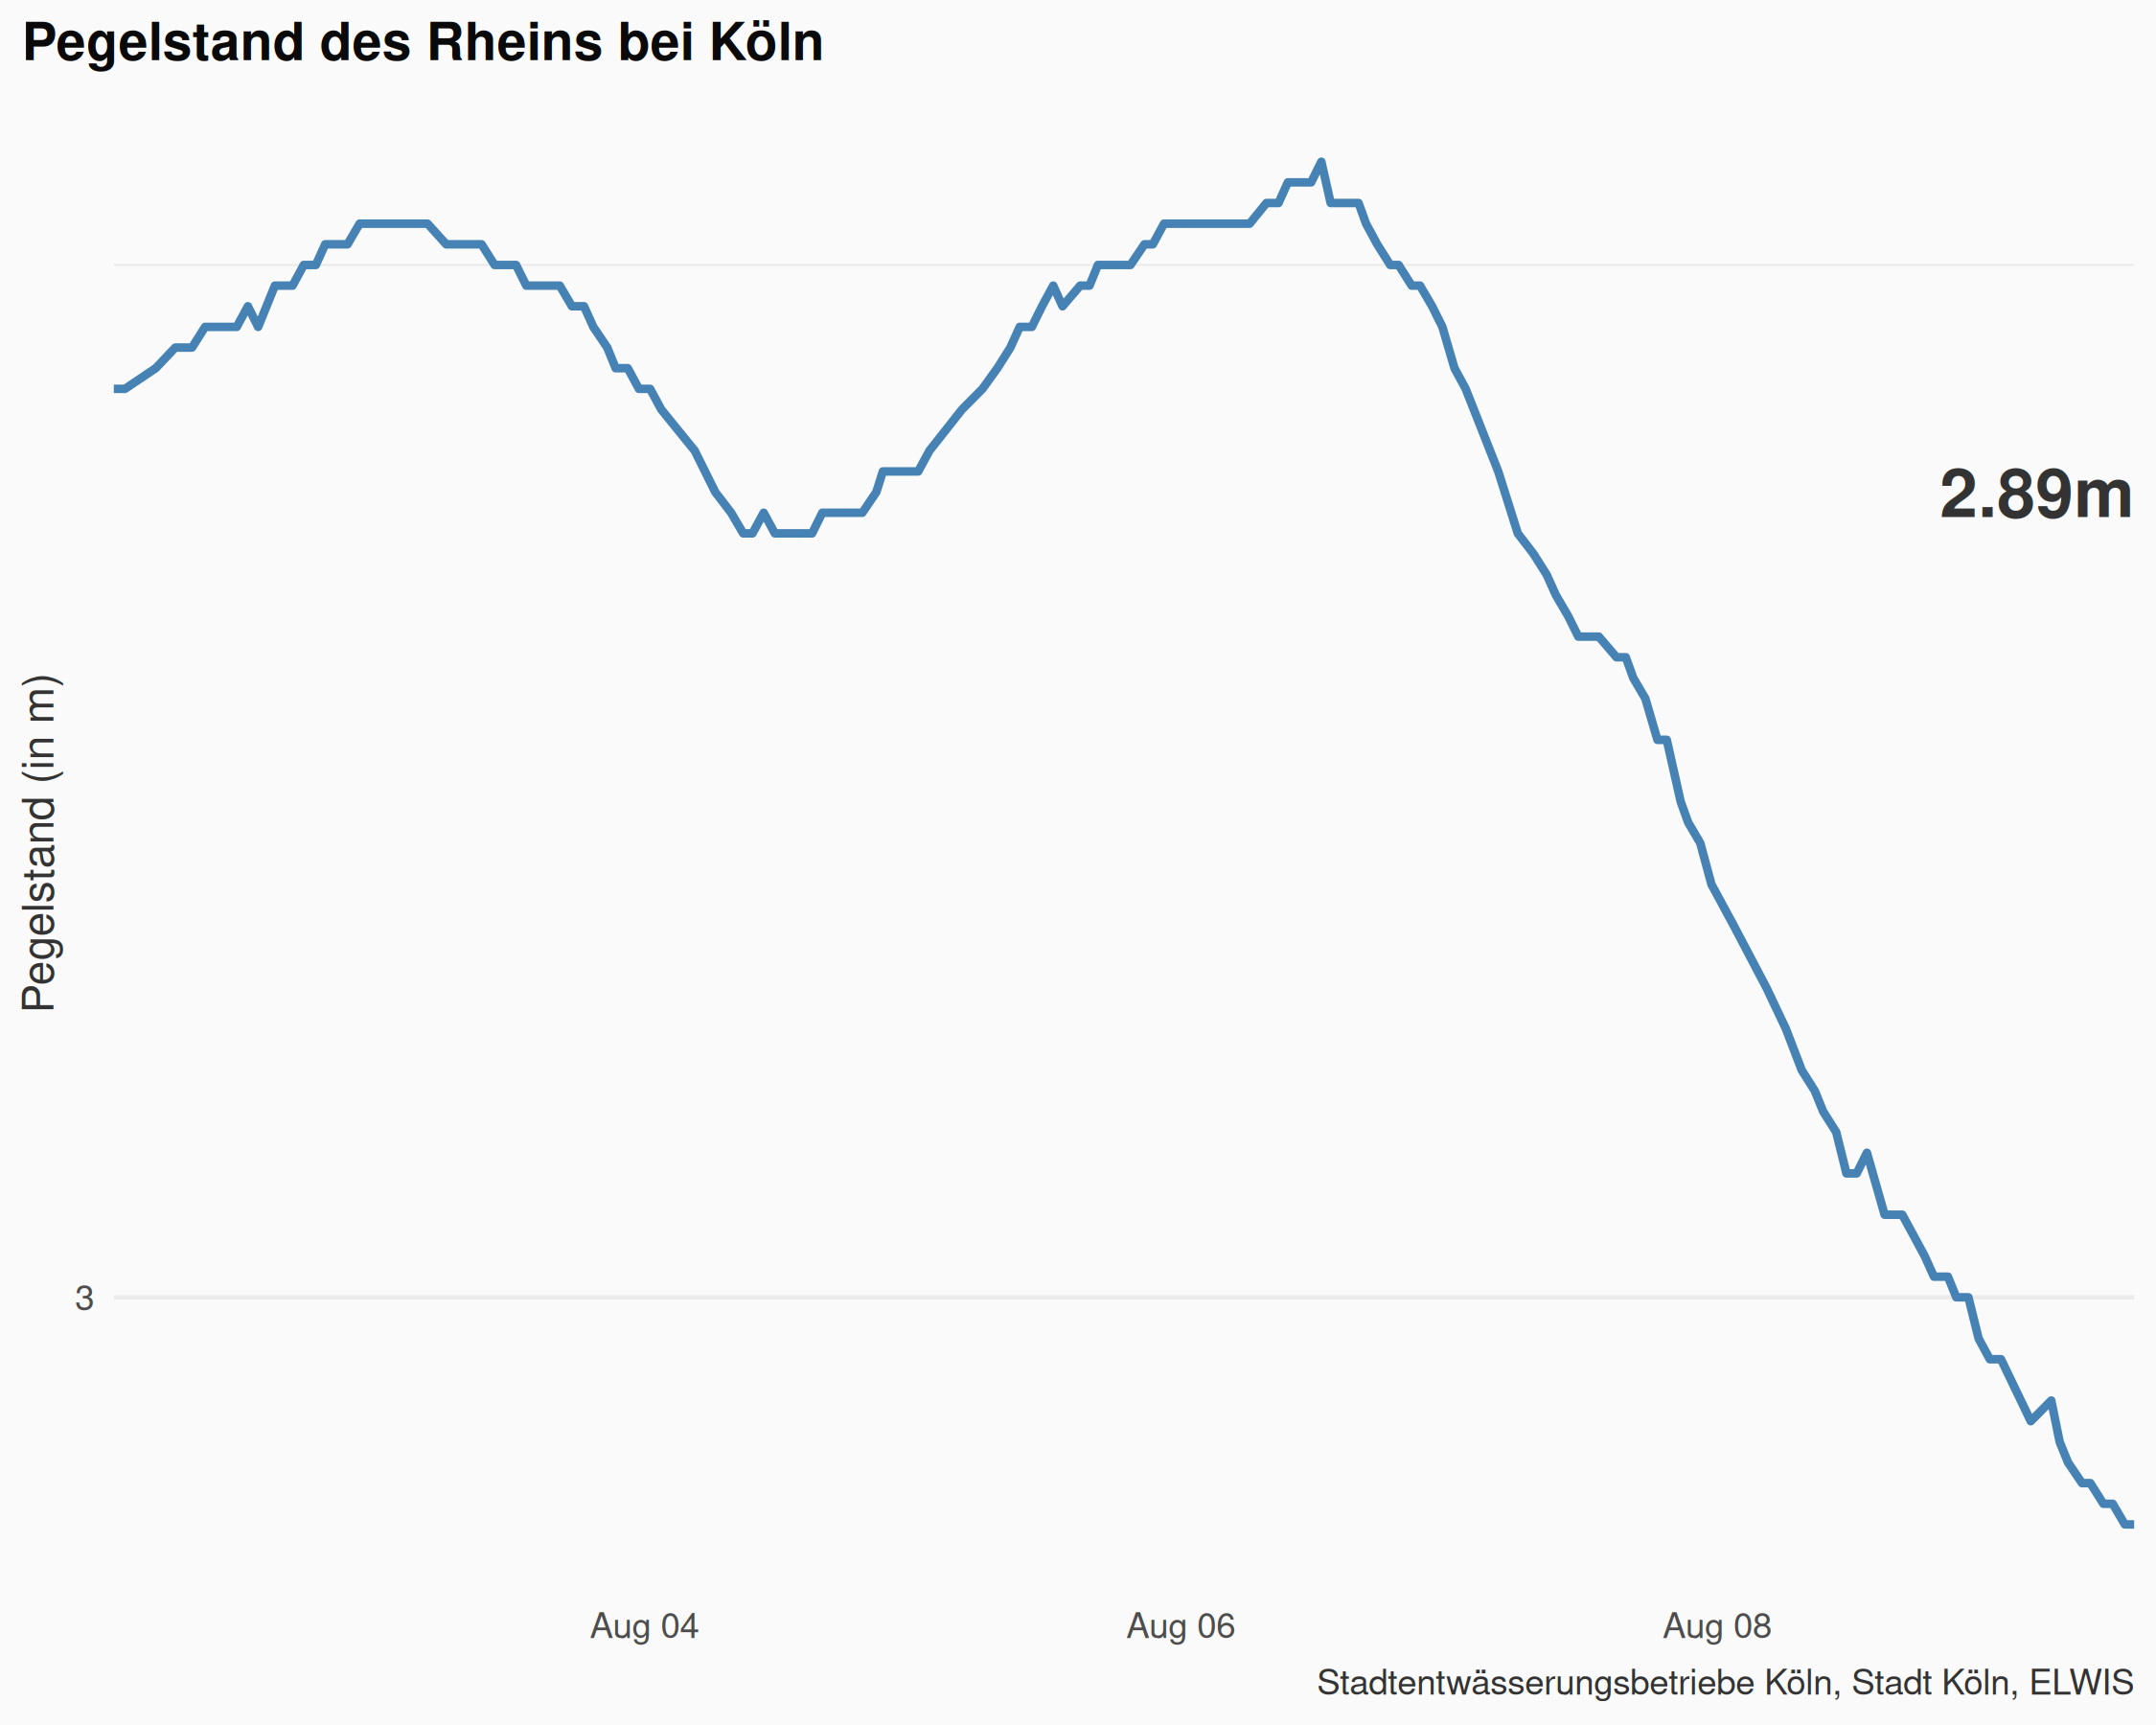 Pegelstand des Rheins bei Köln
2.89m
Pegelstand (in m)
3
Aug 04
Aug 06
Aug 08
Stadtentwässerungsbetriebe Köln, Stadt Köln, ELWIS